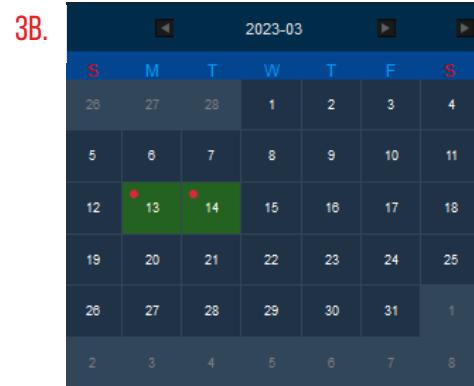 3B.
2023-03
S M T W T F S
26 27 28 1 2 3 4
5 6 7 8 9 10 11
12 13 14 15 16 17 18
19 20 21 22 23 24 25
26 27 28 29 30 31 1
2 3 4 5 6 7 8